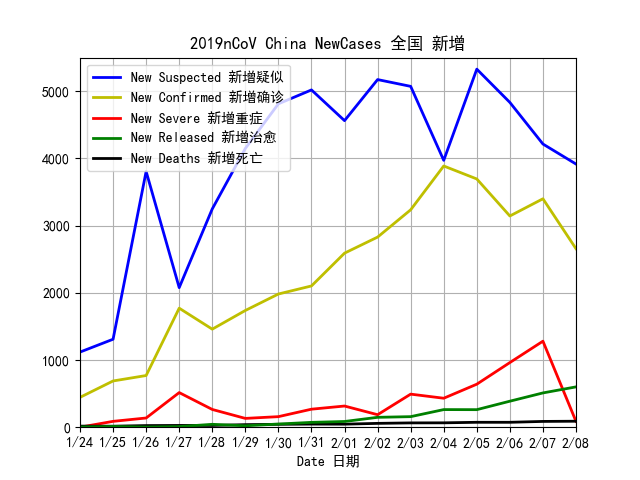 2019nCoV China NewCases 全国 新增
New Suspected 新增疑似
New Confirmed 新增确诊
New Severe 新增重症
New Released 新增治愈
New Deaths 新增死亡
5000
4000
3000
2000
1000
0
1/24 1/25 1/26 1/27 1/28 1/29 1/30 1/31 2/01 2/02 2/03 2/04 2/05 2/06 2/07 2/08
Date 日期